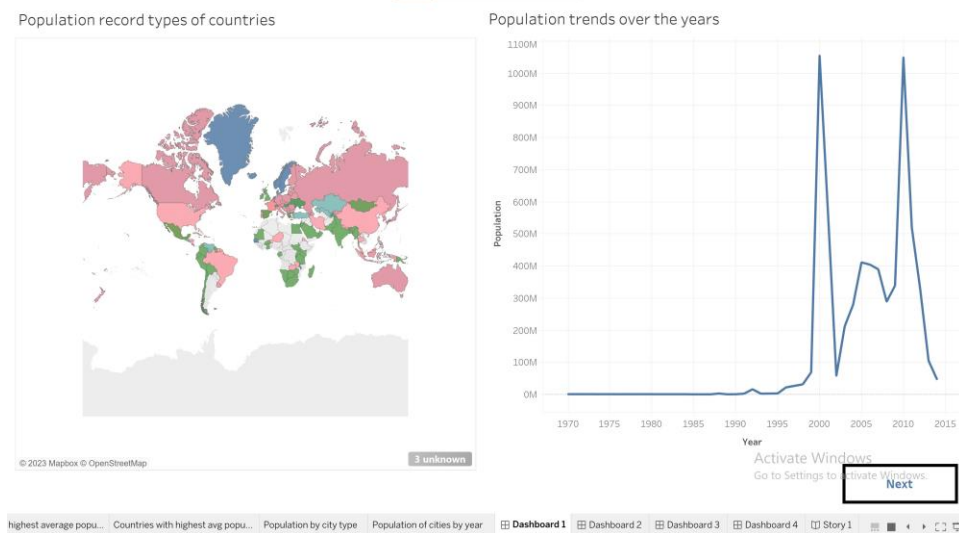 Population record types of countries
© 2023 Mapbox © OpenStreetMap
3 unknown
Population trends over the years
1100M
1000M
900M
800M
700M
600M
500M
400M
300M
200M
100M
0M
Population
1970 1975 1980 1985 1990 1995 2000 2005 2010 2015
Year
Activate Windows
Go to Settings to activate Windows.
Next
highest average popu... Countries with highest avg popu... Population by city type Population of cities by year Dashboard 1 Dashboard 2 Dashboard 3 Dashboard 4 Story 1